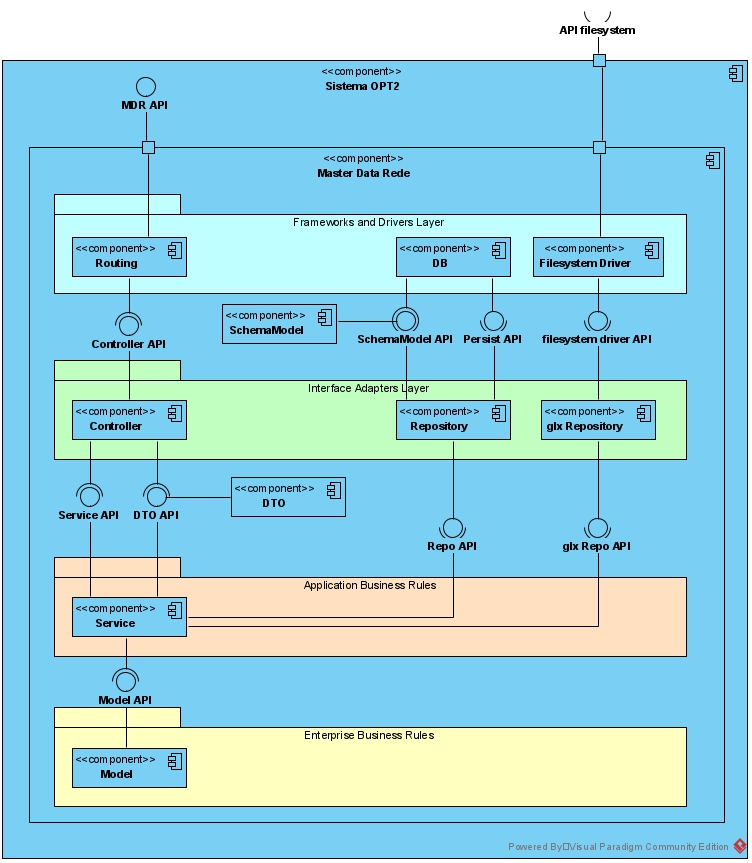 API filesystem
<<component>>
Sistema OPT2
MDR API
<<component>>
Master Data Rede
Frameworks and Drivers Layer
<<component>>
Routing
<<component>>
DB
<<component>>
Filesystem Driver
<<component>>
SchemaModel
Controller API
SchemaModel API
Persist API
filesystem driver API
Interface Adapters Layer
<<component>>
Controller
<<component>>
Repository
<<component>>
glx Repository
<<component>>
DTO
Service API
DTO API
Repo API
glx Repo API
Application Business Rules
<<component>>
Service
Model API
Enterprise Business Rules
<<component>>
Model
Powered By Visual Paradigm Community Edition